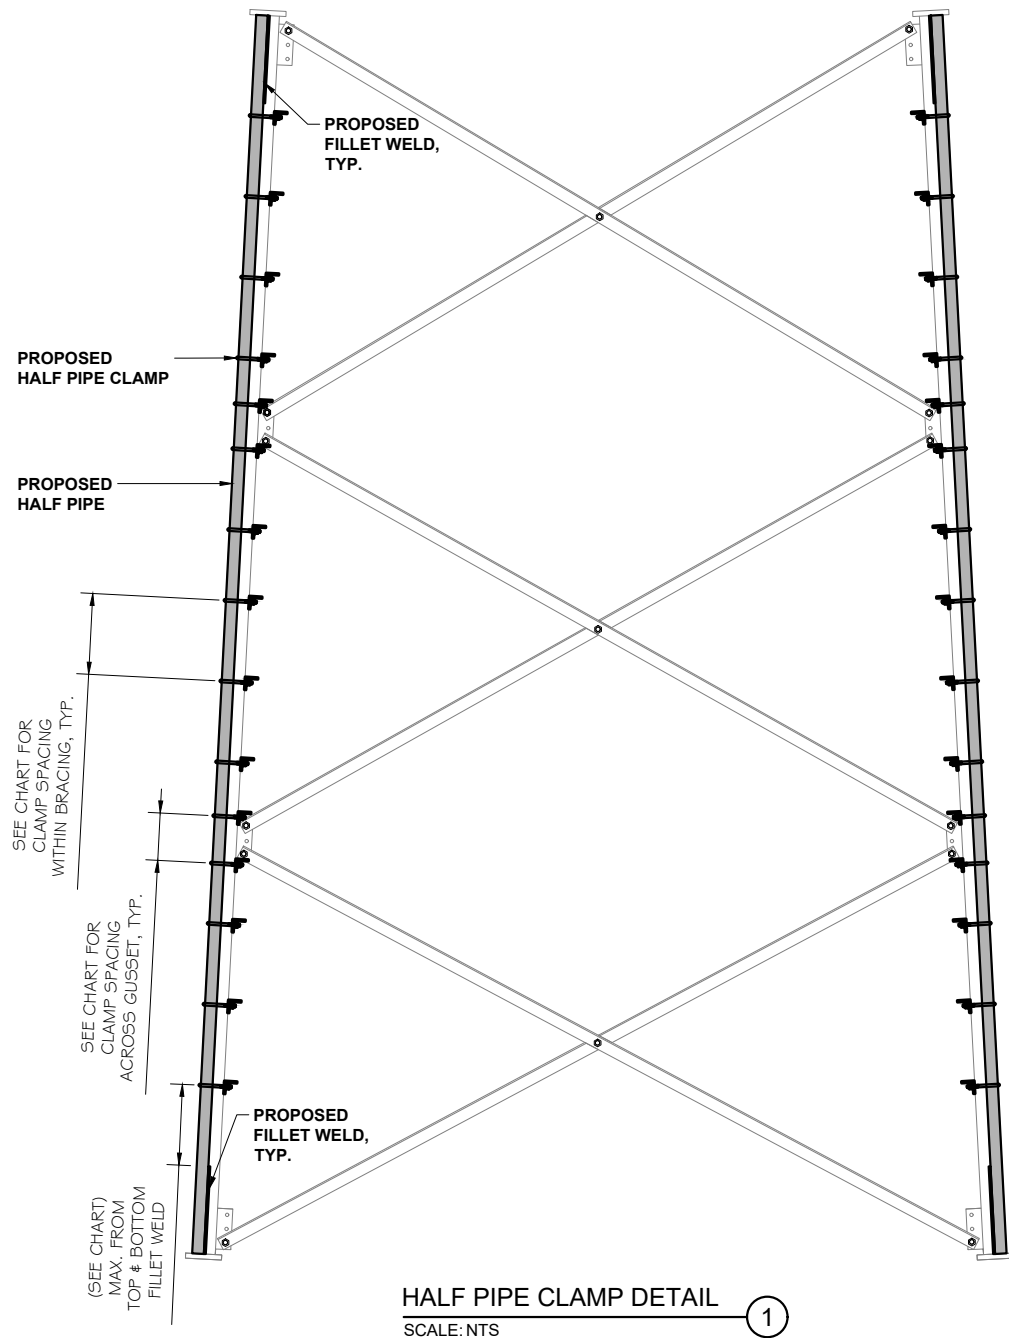 PROPOSED
FILLET WELD,
TYP.
PROPOSED
HALF PIPE CLAMP
PROPOSED
HALF PIPE
SEE CHART FOR
CLAMP SPACING
WITHIN BRACING, TYP.
SEE CHART FOR
CLAMP SPACING
ACROSS GUSSET, TYP.
PROPOSED
FILLET WELD,
TYP.
(SEE CHART)
MAX. FROM
TOP & BOTTOM
FILLET WELD
HALF PIPE CLAMP DETAIL
1
SCALE: NTS